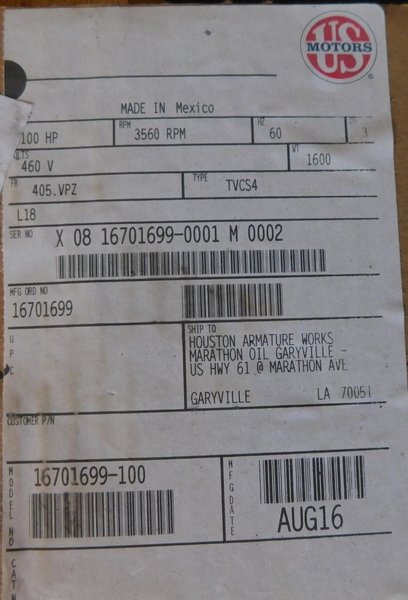 US
MOTORS
®
MADE IN Mexico
100 HP
RPM
3560 RPM
HZ
60
3
VOLTS
460 V
WT
1600
FR
405.VPZ
TYPE
TVCS4
L18
SER NO
X 08 16701699-0001 M 0002
MFG ORD NO
16701699
UPC
SHIP TO
HOUSTON ARMATURE WORKS
MARATHON OIL GARYVILLE -
US HWY 61 @ MARATHON AVE
GARYVILLE LA 70051
CUSTOMER P/N
MODEL NO CAT N
16701699-100
MFG DATE
AUG16